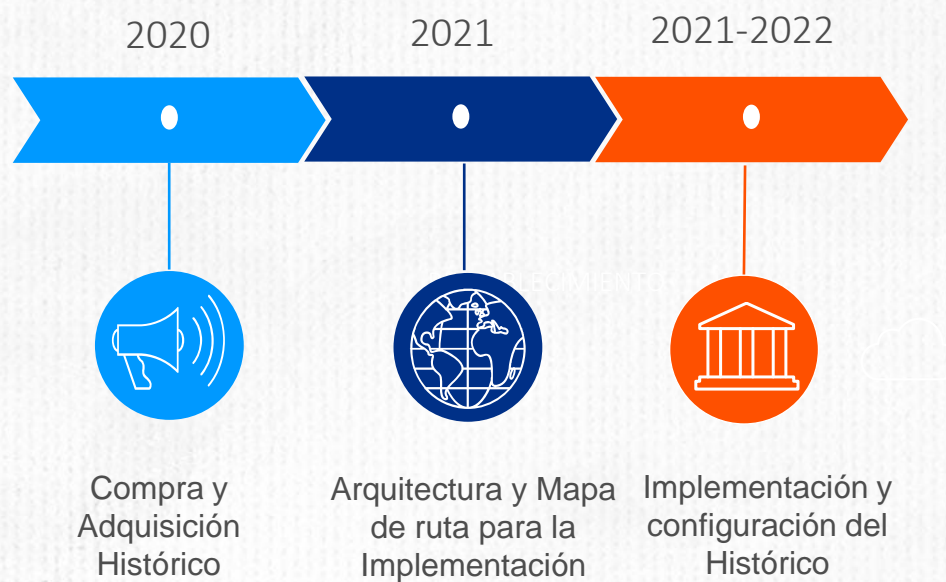 2020
2021
2021-2022
Compra y
Adquisición
Histórico
Arquitectura y Mapa
de ruta para la
Implementación
Implementación y
configuración del
Histórico